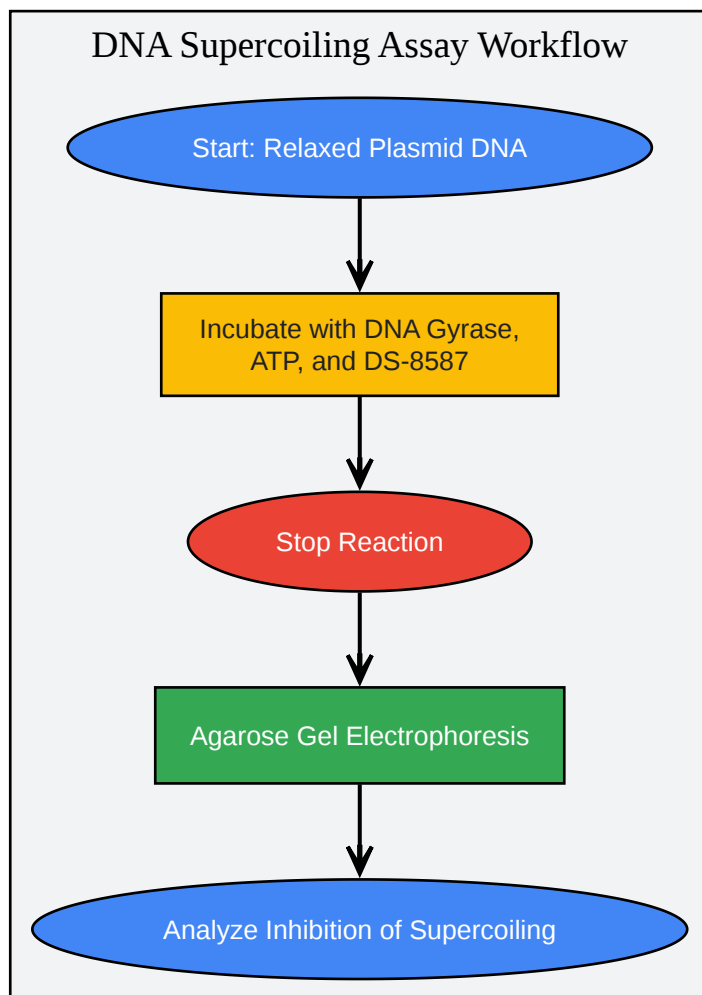 DNA Supercoiling Assay Workflow
Start: Relaxed Plasmid DNA
Incubate with DNA Gyrase,
ATP, and DS-8587
Stop Reaction
Agarose Gel Electrophoresis
Analyze Inhibition of Supercoiling